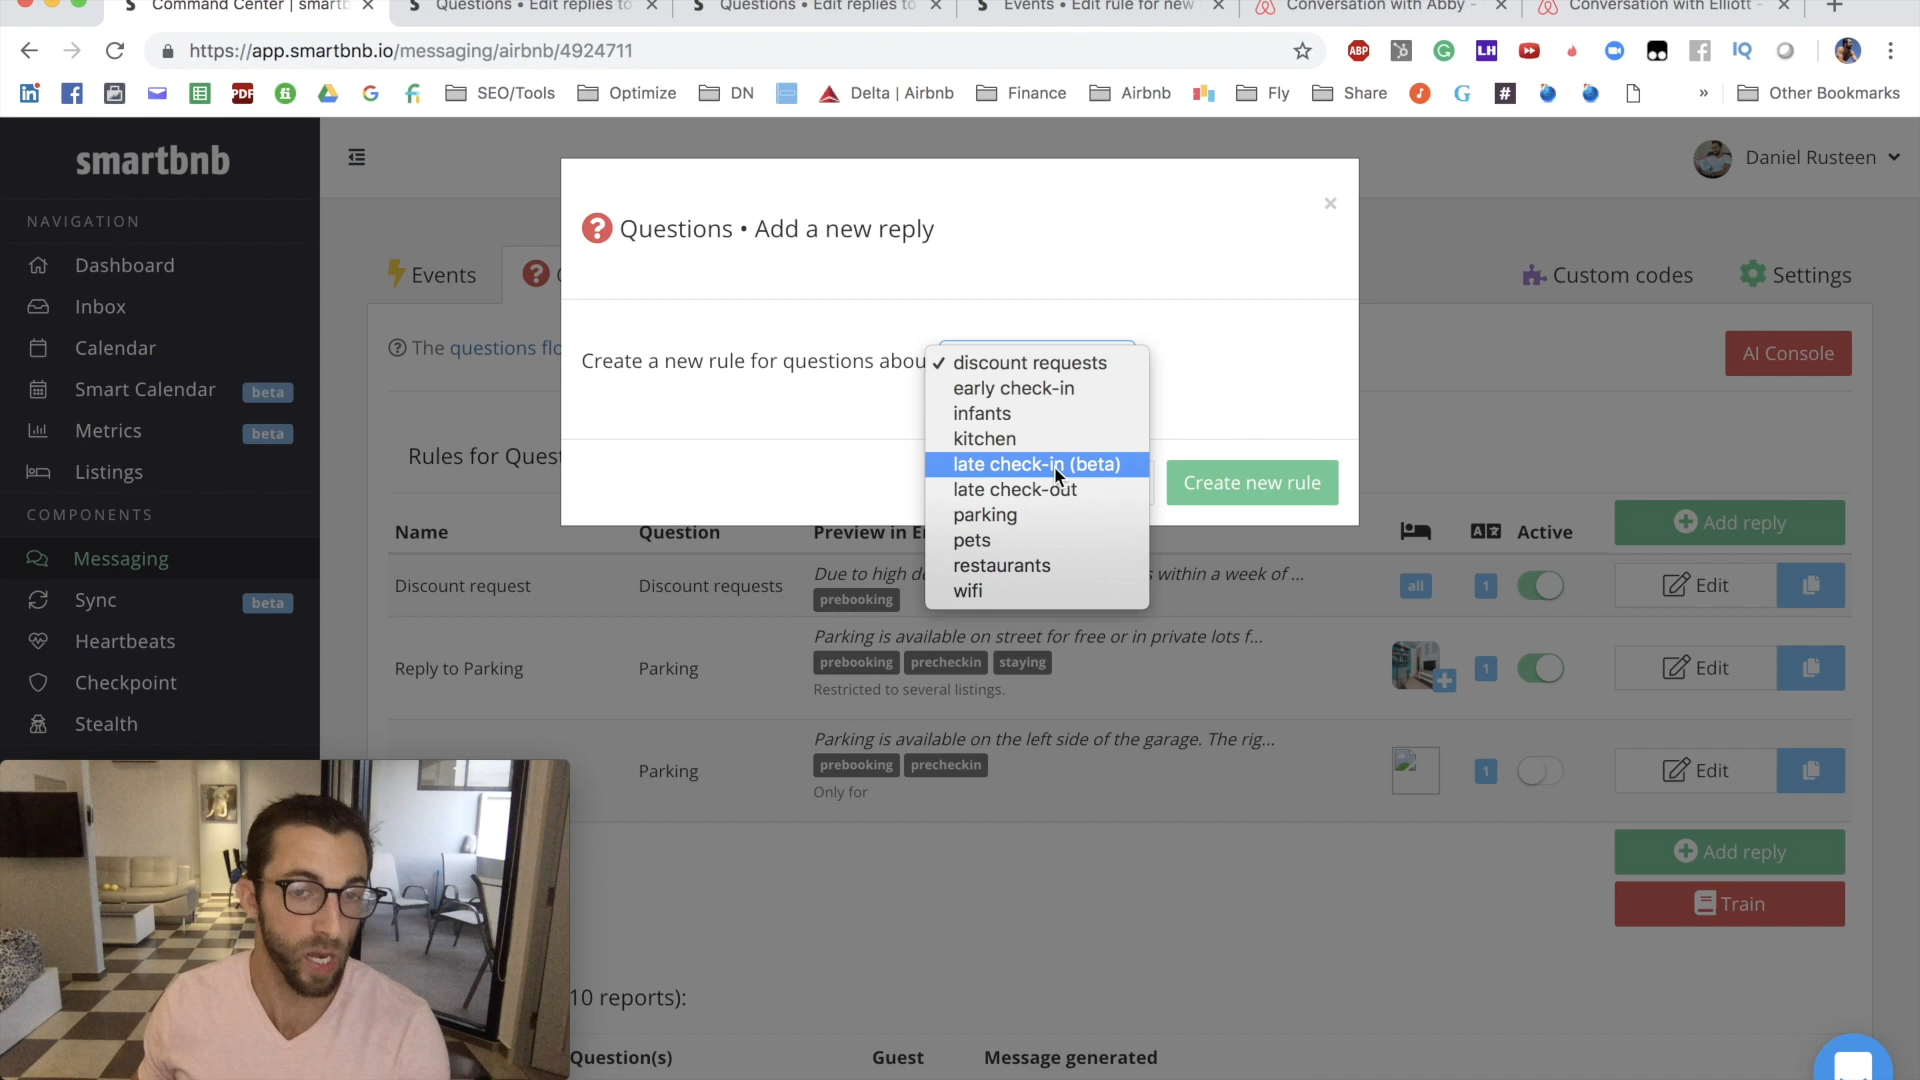 Command Center | smartb
Questions • Edit replies to
Questions • Edit replies to
Events • Edit rule for new
Conversation with Abby -
Conversation with Elliott -
https://app.smartbnb.io/messaging/airbnb/4924711
ABP
LH
IQ
in
PDF
fi
SEO/Tools
Optimize
DN
Delta | Airbnb
Finance
Airbnb
Fly
Share
G
#
»
Other Bookmarks
smartbnb
Daniel Rusteen
NAVIGATION
Dashboard
Inbox
Calendar
Smart Calendar beta
Metrics beta
Listings
COMPONENTS
Messaging
Sync beta
Heartbeats
Checkpoint
Stealth
Events
Custom codes
Settings
The questions flo
AI Console
Questions • Add a new reply
×
Create a new rule for questions abou
✓ discount requests
early check-in
infants
kitchen
late check-in (beta)
late check-out
parking
pets
restaurants
wifi
Create new rule
Rules for Quest
Add reply
Name Question Preview in E Active
Discount request Discount requests Due to high d s within a week of ...
prebooking
all 1 Edit
Reply to Parking Parking Parking is available on street for free or in private lots f...
prebooking precheckin staying
Restricted to several listings.
1 Edit
Parking Parking is available on the left side of the garage. The rig...
prebooking precheckin
Only for
1 Edit
Add reply
Train
10 reports):
Question(s) Guest Message generated